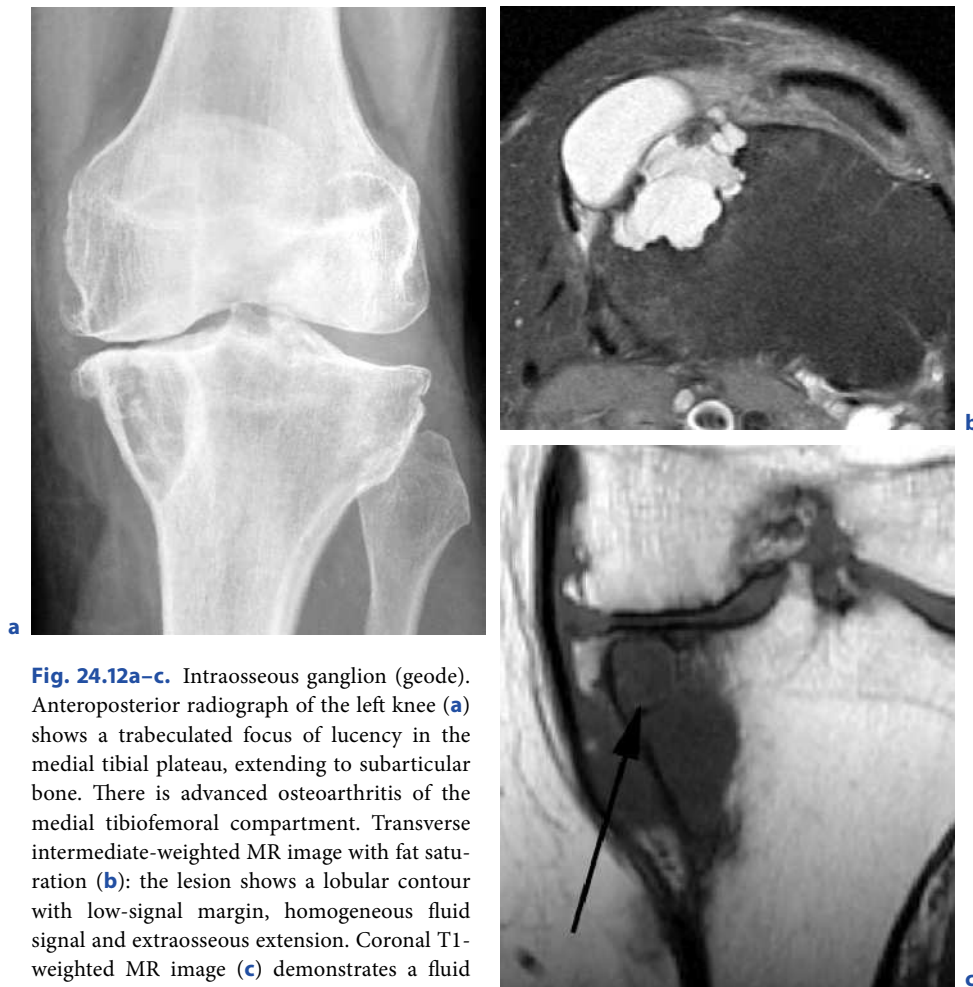 a
b
Fig. 24.12a–c. Intraosseous ganglion (geode).
Anteroposterior radiograph of the left knee (a)
shows a trabeculated focus of lucency in the
medial tibial plateau, extending to subarticular
bone. There is advanced osteoarthritis of the
medial tibiofemoral compartment. Transverse
intermediate-weighted MR image with fat satu-
ration (b): the lesion shows a lobular contour
with low-signal margin, homogeneous fluid
signal and extraosseous extension. Coronal T1-
weighted MR image (c) demonstrates a fluid
c